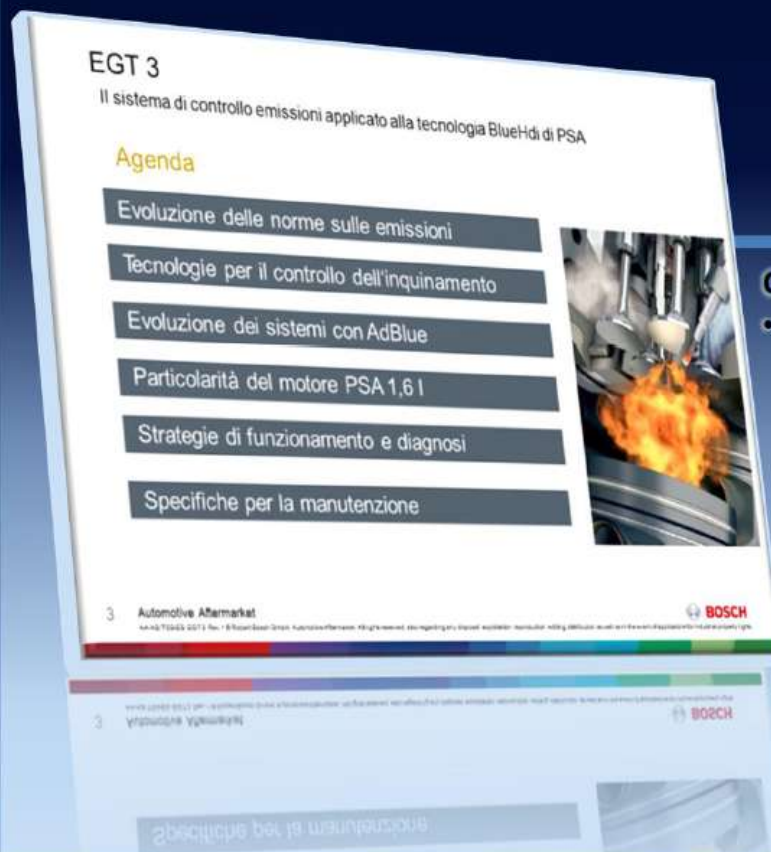 EGT 3
Il sistema di controllo emissioni applicato alla tecnologia BlueHdi di PSA
Agenda
Evoluzione delle norme sulle emissioni
Tecnologie per il controllo dell'inquinamento
Evoluzione dei sistemi con AdBlue
Particolarità del motore PSA 1,6 l
Strategie di funzionamento e diagnosi
Specifiche per la manutenzione
3 Automotive Aftermarket
BOSCH